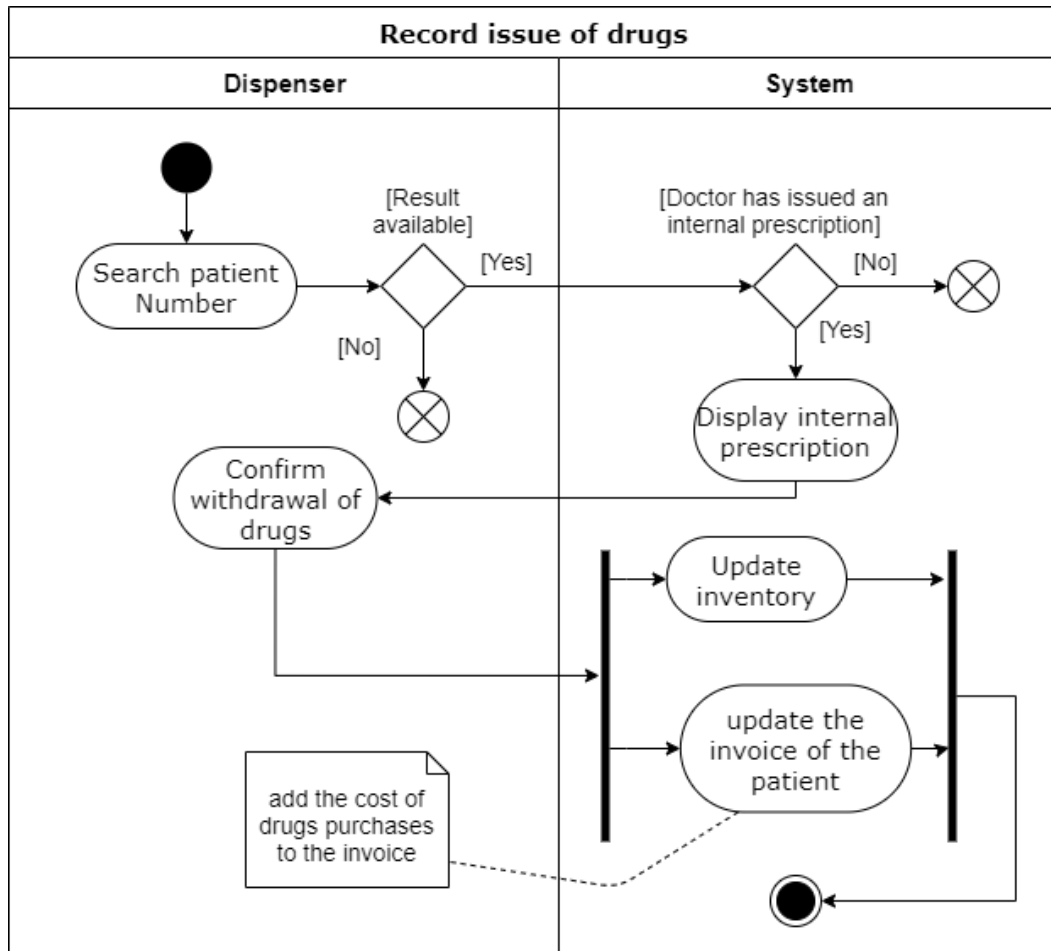 Record issue of drugs
Dispenser
System
[Result
available]
[Doctor has issued an
internal prescription]
Search patient
Number
[Yes]
[No]
[No]
[Yes]
Display internal
prescription
Confirm
withdrawal of
drugs
Update
inventory
update the
invoice of the
patient
add the cost of
drugs purchases
to the invoice